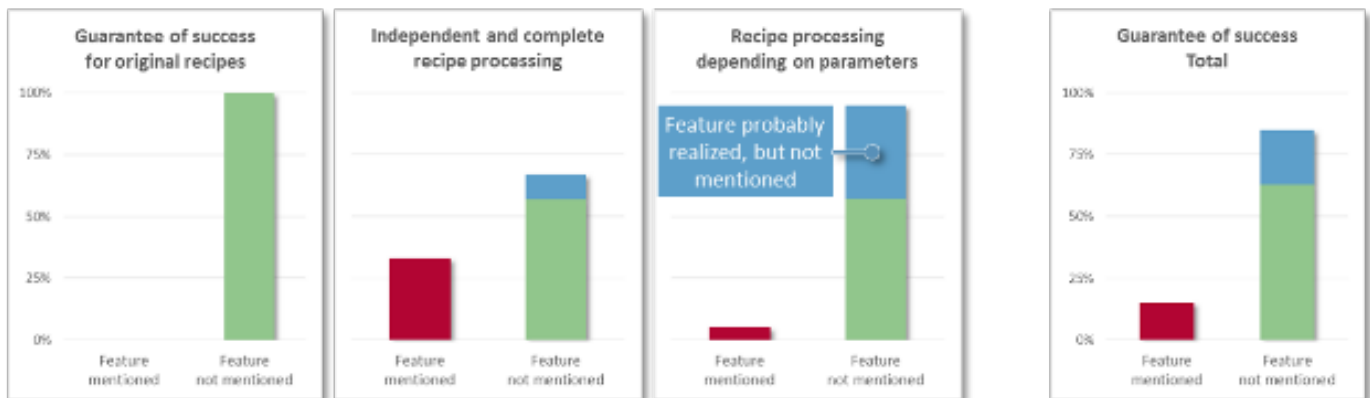 Guarantee of success
for original recipes
100%
75%
50%
25%
0%
Feature
mentioned
Feature
not mentioned
Independent and complete
recipe processing
Feature
mentioned
Feature
not mentioned
Recipe processing
depending on parameters
Feature probably
realized, but not
mentioned
Feature
mentioned
Feature
not mentioned
Guarantee of success
Total
100%
75%
50%
25%
0%
Feature
mentioned
Feature
not mentioned